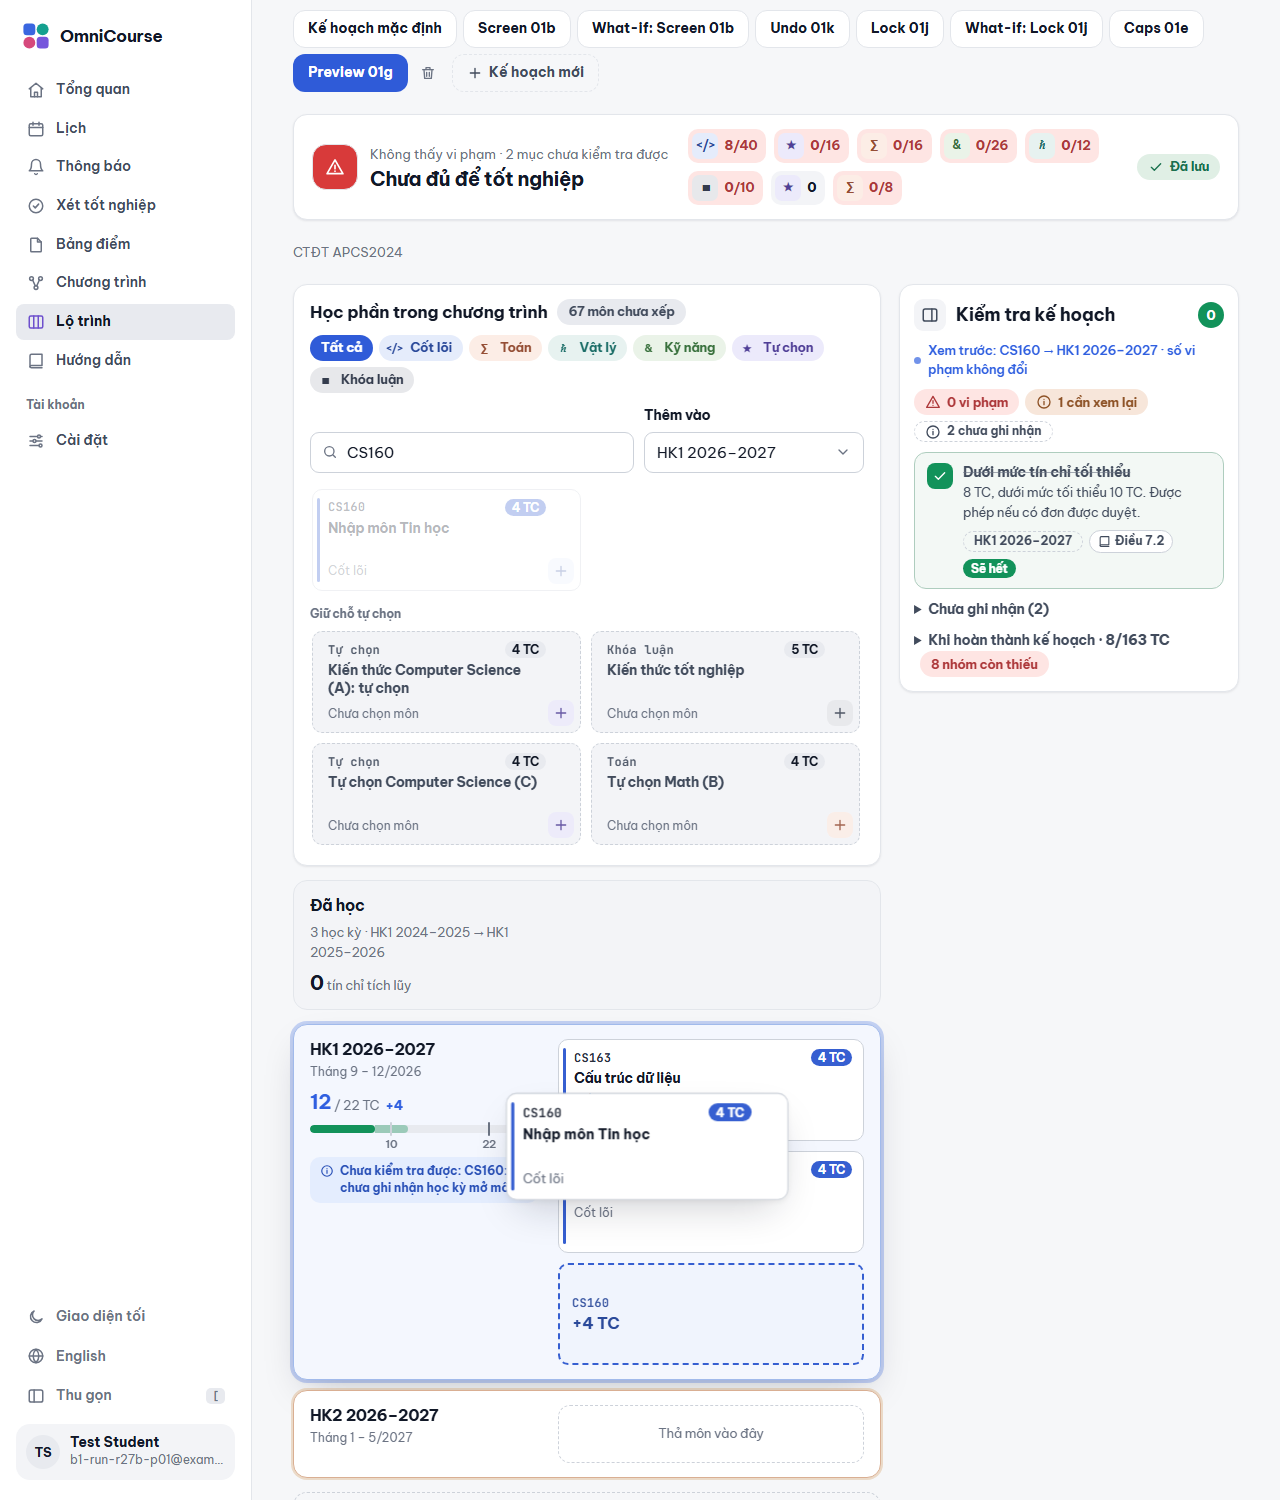 OmniCourse
Tổng quan
Lịch
Thông báo
Xét tốt nghiệp
Bảng điểm
Chương trình
Lộ trình
Hướng dẫn
Tài khoản
Cài đặt
Giao diện tối
English
Thu gọn [
TS Test Student
b1-run-r27b-p01@exam...
Kế hoạch mặc định Screen 01b What-if: Screen 01b Undo 01k Lock 01j What-if: Lock 01j Caps 01e
Preview 01g + Kế hoạch mới
Không thấy vi phạm · 2 mục chưa kiểm tra được
Chưa đủ để tốt nghiệp
</> 8/40 ★ 0/16 ∑ 0/16 & 0/26 ℏ 0/12
■ 0/10 ★ 0 ∑ 0/8
Đã lưu
CTĐT APCS2024
Học phần trong chương trình 67 môn chưa xếp
Tất cả </> Cốt lõi ∑ Toán ℏ Vật lý & Kỹ năng ★ Tự chọn
■ Khóa luận
Thêm vào
CS160 HK1 2026–2027
CS160 4 TC
Nhập môn Tin học
Cốt lõi +
Giữ chỗ tự chọn
Tự chọn 4 TC
Kiến thức Computer Science
(A): tự chọn
Chưa chọn môn +
Khóa luận 5 TC
Kiến thức tốt nghiệp
Chưa chọn môn +
Tự chọn 4 TC
Tự chọn Computer Science (C)
Chưa chọn môn +
Toán 4 TC
Tự chọn Math (B)
Chưa chọn môn +
Đã học
3 học kỳ · HK1 2024–2025 → HK1
2025–2026
0 tín chỉ tích lũy
HK1 2026–2027
Tháng 9 – 12/2026
12 / 22 TC +4
10 22
Chưa kiểm tra được: CS160:
chưa ghi nhận học kỳ mở
CS163 4 TC
Cấu trúc dữ liệu
CS160 4 TC
Nhập môn Tin học
Cốt lõi
4 TC
Cốt lõi
CS160
+4 TC
HK2 2026–2027
Tháng 1 – 5/2027
Thả môn vào đây
Kiểm tra kế hoạch 0
Xem trước: CS160 → HK1 2026–2027 · số vi
phạm không đổi
0 vi phạm 1 cần xem lại
2 chưa ghi nhận
Dưới mức tín chỉ tối thiểu
8 TC, dưới mức tối thiểu 10 TC. Được
phép nếu có đơn được duyệt.
HK1 2026–2027 Điều 7.2
Sẽ hết
Chưa ghi nhận (2)
Khi hoàn thành kế hoạch · 8/163 TC
8 nhóm còn thiếu